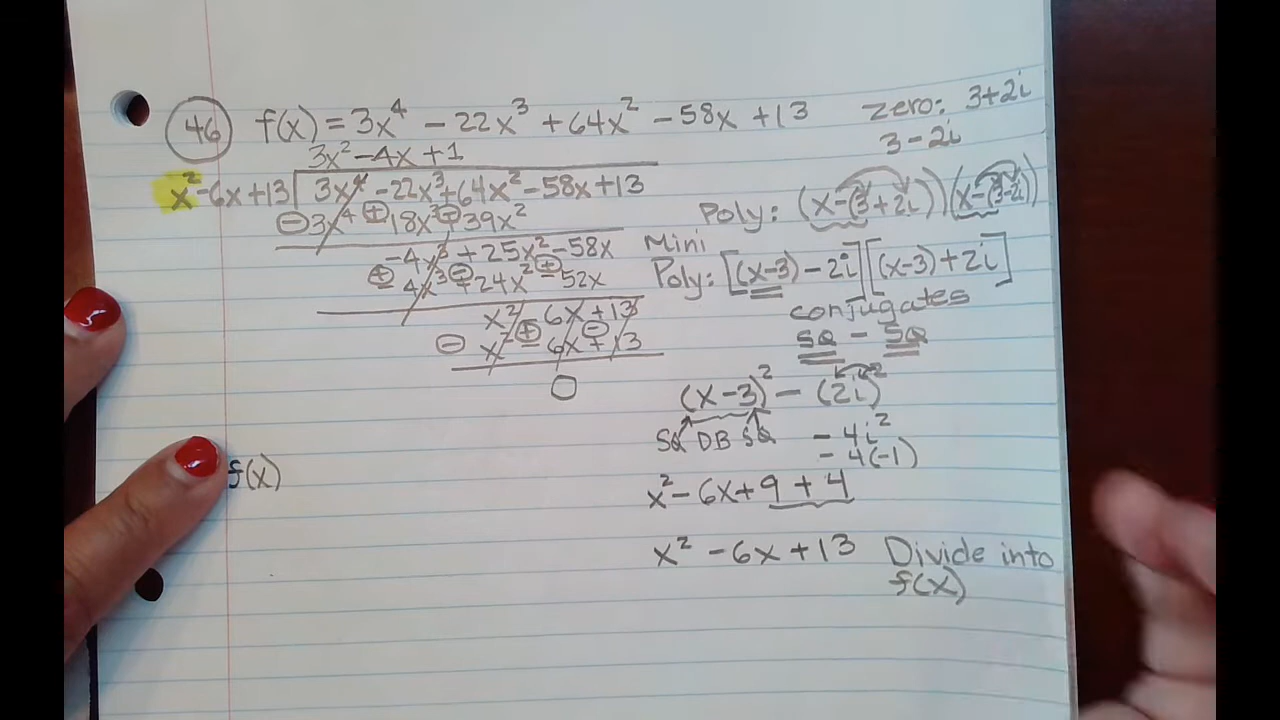 46 f(x) = 3x⁴ - 22x³ + 64x² - 58x + 13
zero: 3+2i
3-2i
3x² - 4x + 1
x² - 6x + 13 3x⁴ - 22x³ + 64x² - 58x + 13
- 3x⁴ + 18x³ + 39x²
-4x³ + 25x² - 58x
+ 4x³ + 24x² + 52x
x² - 6x + 13
- x² + 6x + 13
0
f(x)
Poly: (x-(3+2i))(x-(3-2i))
Mini
Poly: [(x-3)-2i][(x-3)+2i]
conjugates
SQ - SQ
(x-3)² - (2i)²
SQ DB SQ - 4i²
- 4(-1)
x² - 6x + 9 + 4
x² - 6x + 13 Divide into
f(x)